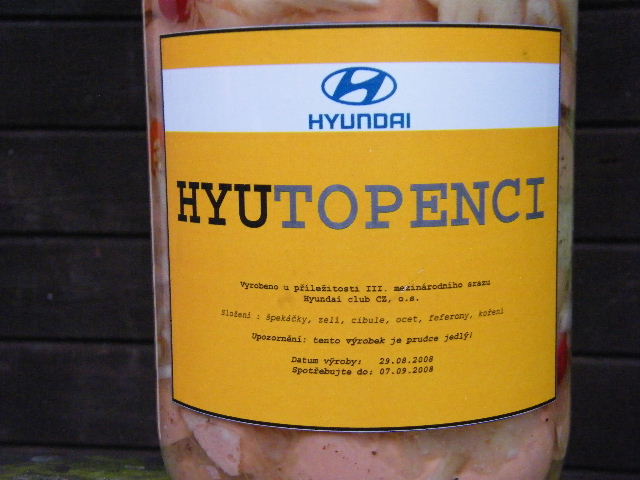 HYUNDAI
HYUTOPENCI
Vyrobeno u příležitosti III. mezinárodního srazu
Hyundai club CZ, o.s.
Složení : špekáčky, zelí, cibule, ocet, feferony, koření
Upozornění: tento výrobek je prudce jedlý!
Datum výroby: 29.08.2008
Spotřebujte do: 07.09.2008